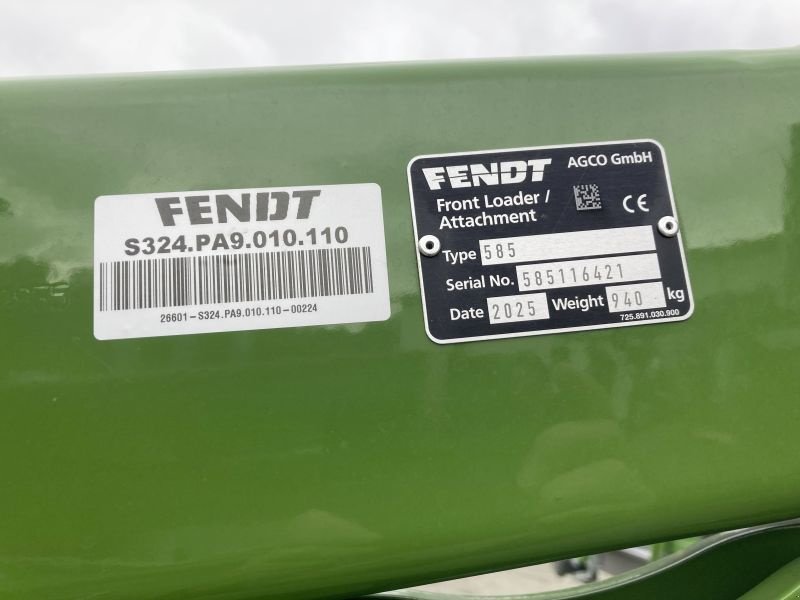 FENDT
S324.PA9.010.110
26601-S324.PA9.010.110-00224
FENDT AGCO GmbH
Front Loader /
Attachment
CE
Type 585
Serial No. 585116421
Date 2025 Weight 940 kg
725.891.030.900